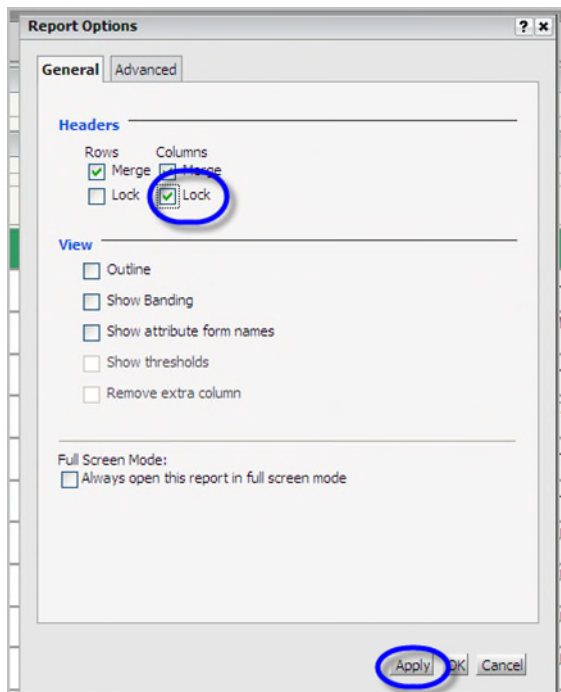 Report Options ? x
General Advanced
Headers
Rows Columns
Merge Merge
Lock Lock
View
Outline
Show Banding
Show attribute form names
Show thresholds
Remove extra column
Full Screen Mode:
Always open this report in full screen mode
Apply OK Cancel